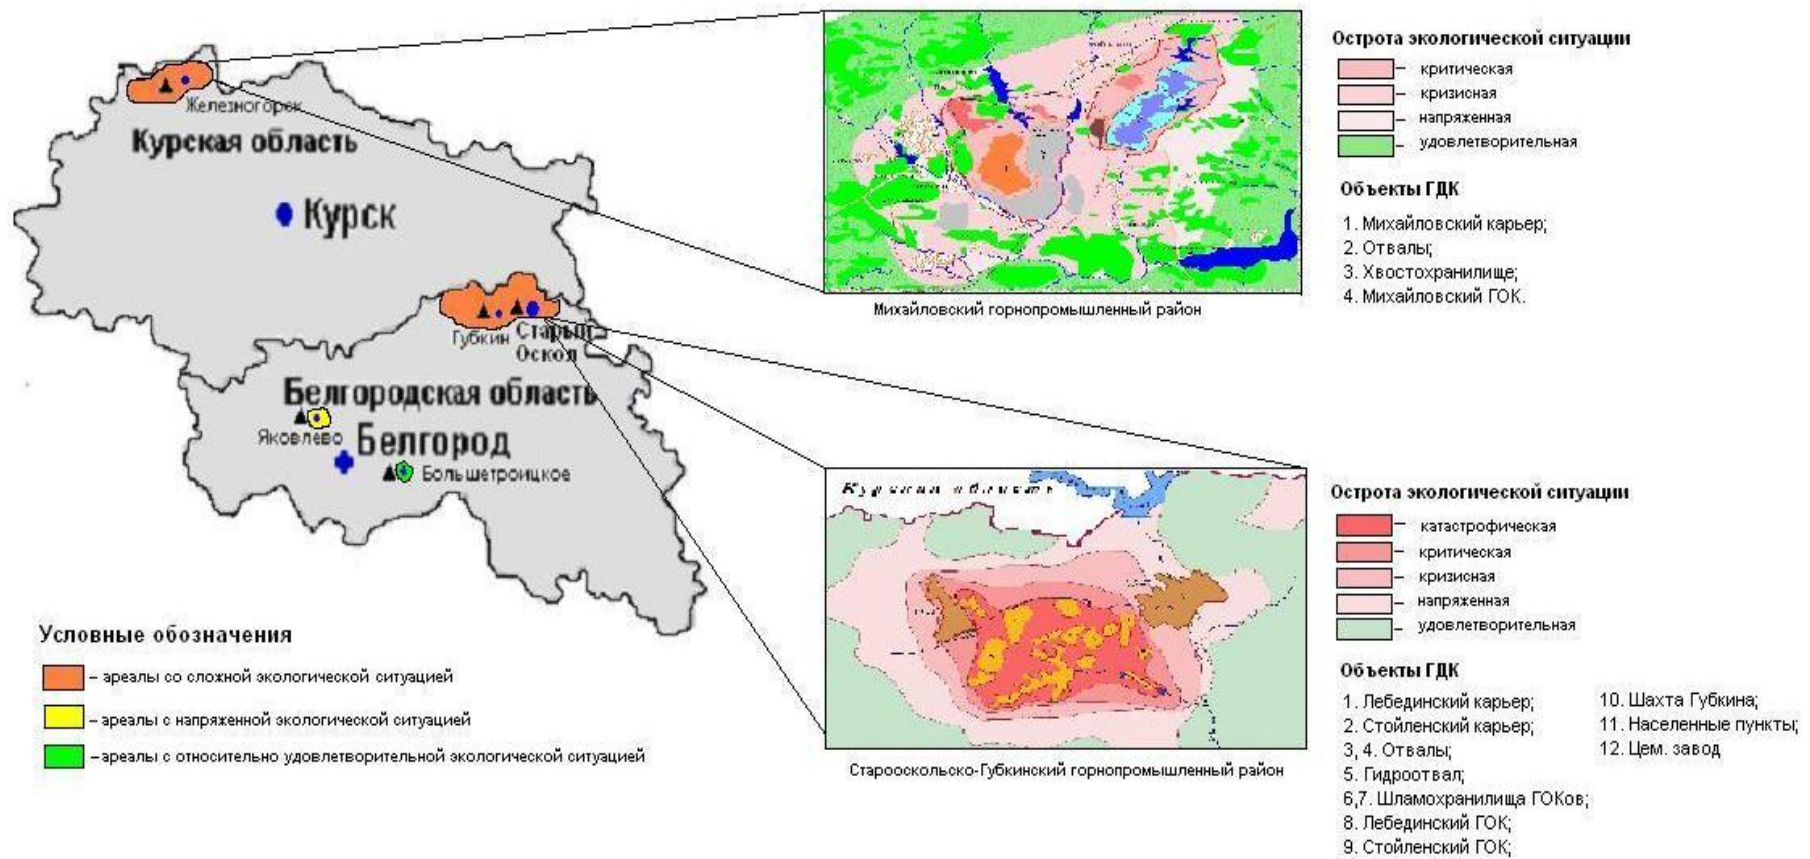 Железногорск
Курская область
Курск
Губкин
Старый
Оскол
Белгородская область
Яковлево
Белгород
Большетроицкое
Условные обозначения
– ареалы со сложной экологической ситуацией
– ареалы с напряженной экологической ситуацией
– ареалы с относительно удовлетворительной экологической ситуацией
Михайловский горнопромышленный район
Острота экологической ситуации
– критическая
– кризисная
– напряженная
– удовлетворительная
Объекты ГДК
1. Михайловский карьер;
2. Отвалы;
3. Хвостохранилище;
4. Михайловский ГОК.
Курская область
Старооскольско-Губкинский горнопромышленный район
Острота экологической ситуации
– катастрофическая
– критическая
– кризисная
– напряженная
– удовлетворительная
Объекты ГДК
1. Лебединский карьер;
2. Стойленский карьер;
3, 4. Отвалы;
5. Гидроотвал;
6,7. Шламохранилища ГОКов;
8. Лебединский ГОК;
9. Стойленский ГОК;
10. Шахта Губкина;
11. Населенные пункты;
12. Цем. завод